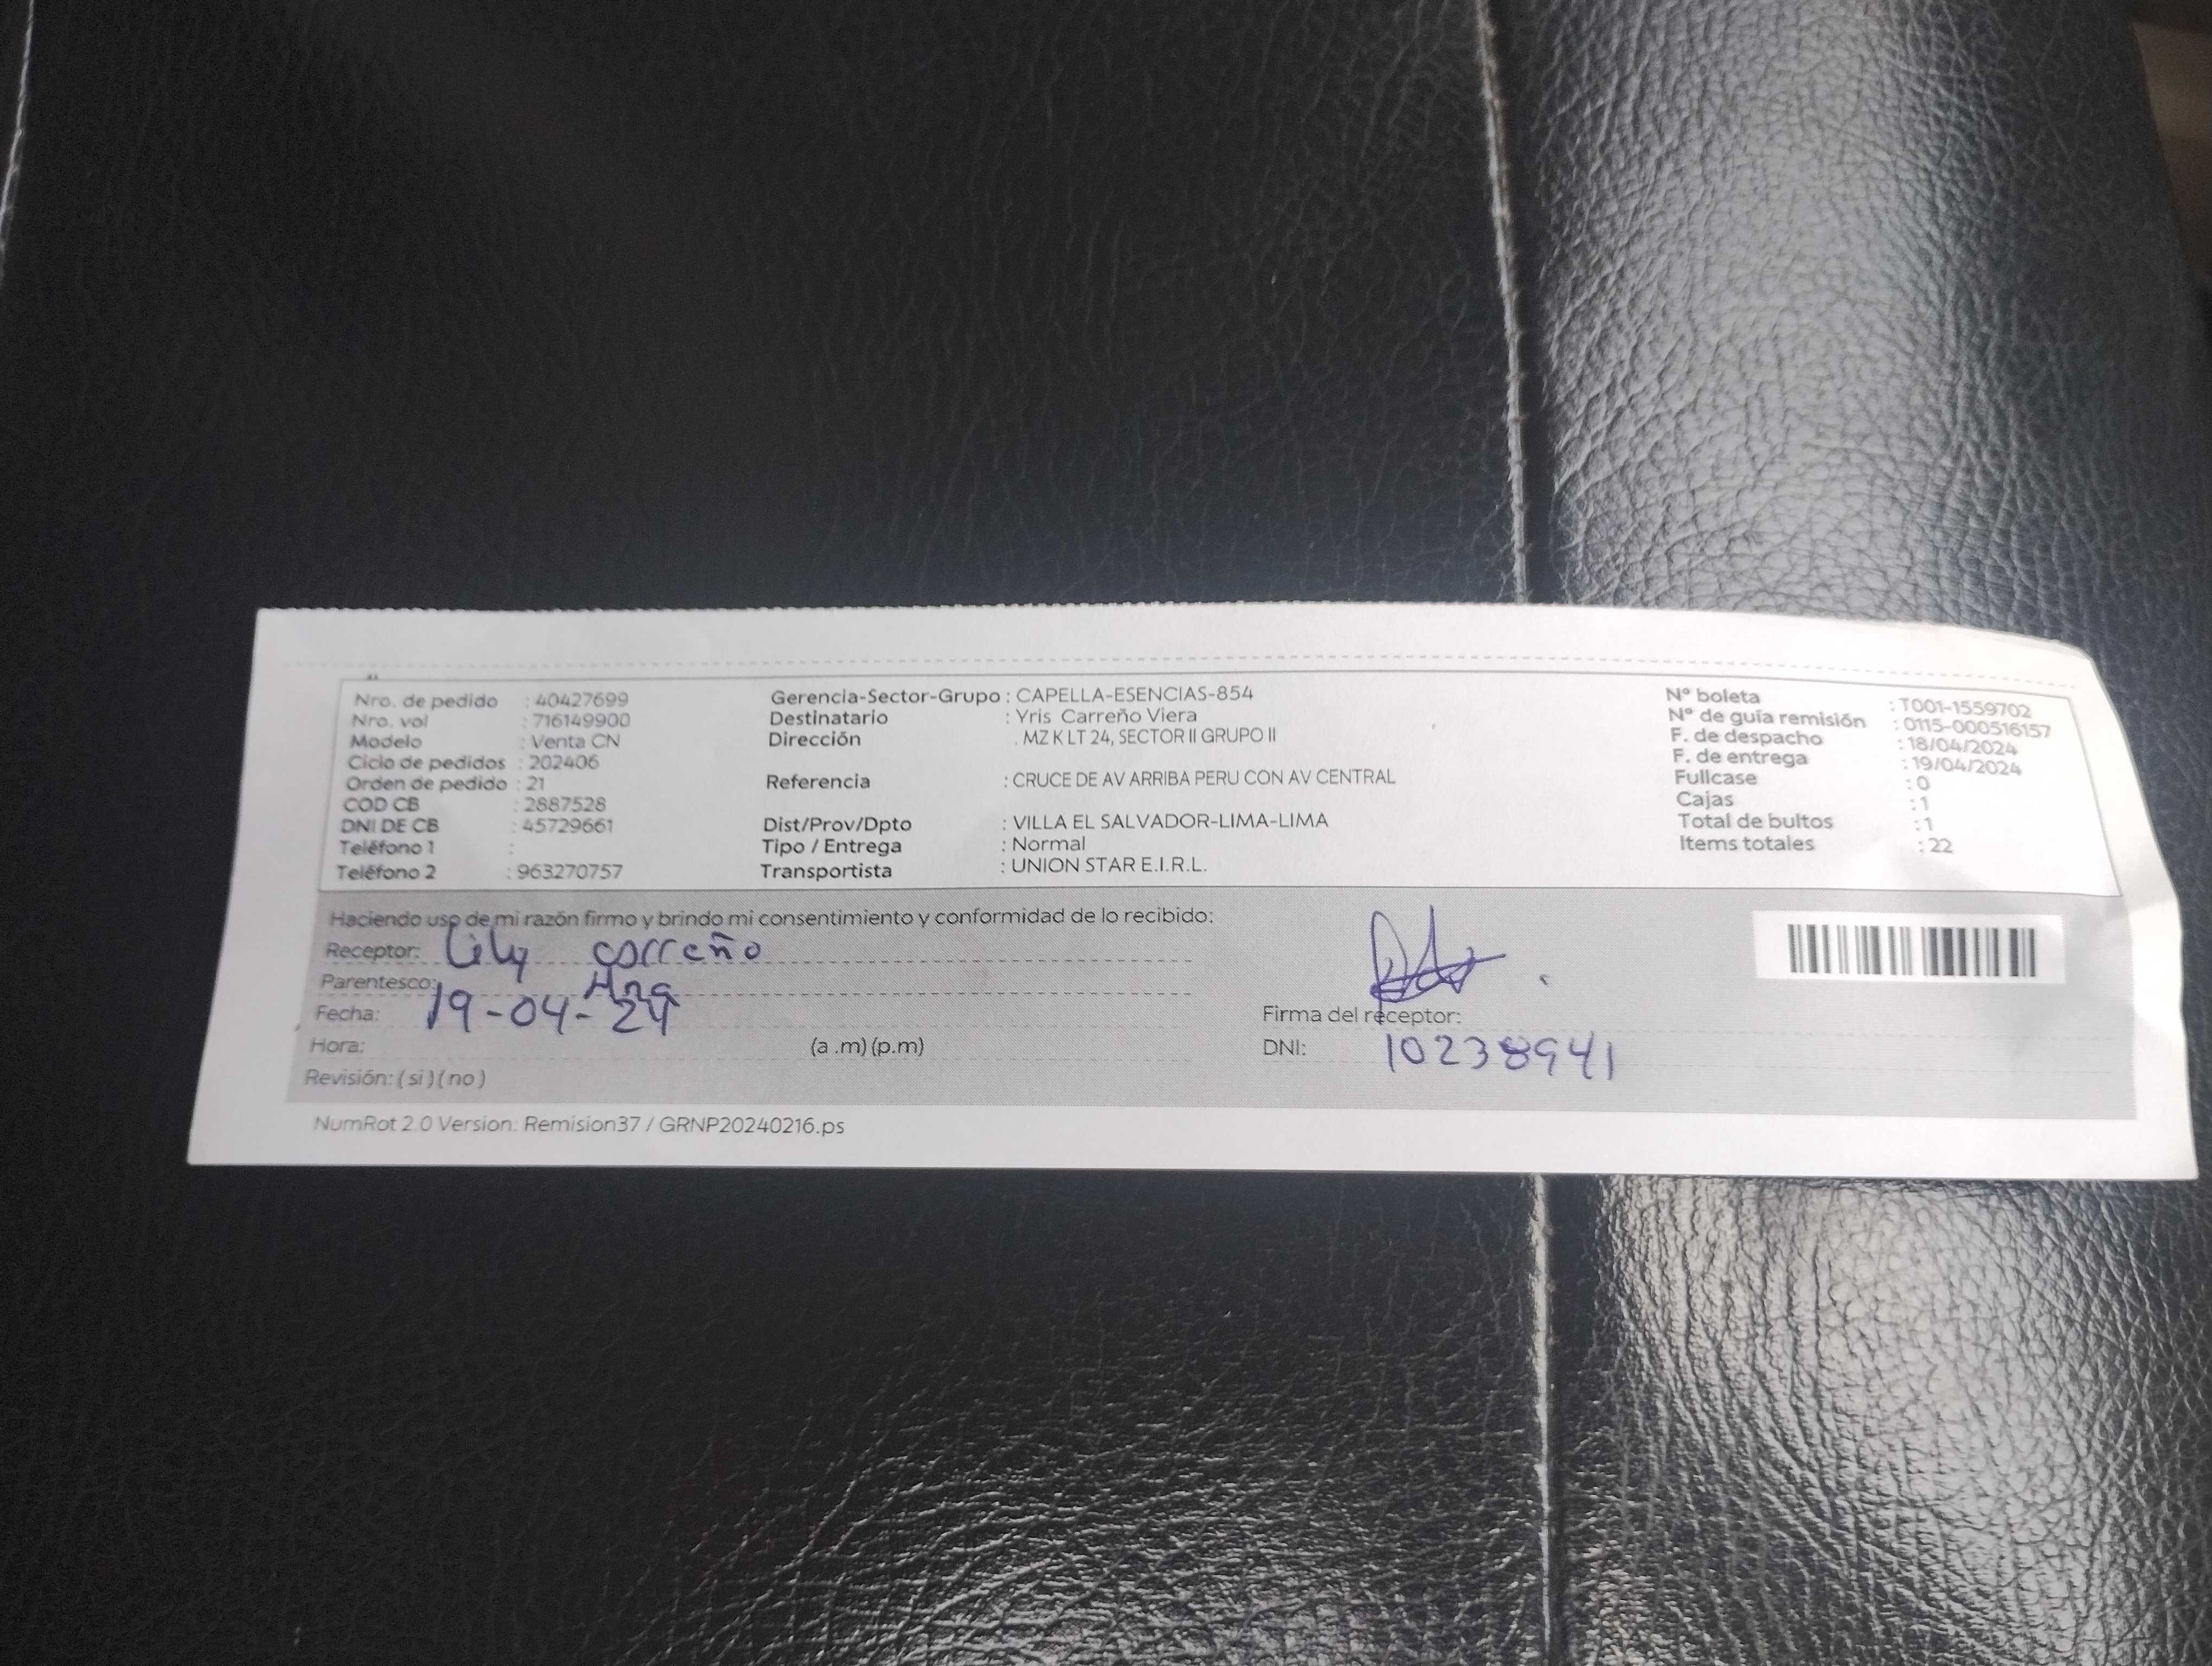 Nro. de pedido : 40427699
Nro. vol : 716149900
Modelo : Venta CN
Ciclo de pedidos : 202406
Orden de pedido : 21
COD CB : 2887528
DNI DE CB : 45729661
Teléfono 1 :
Teléfono 2 : 963270757
Gerencia-Sector-Grupo : CAPELLA-ESENCIAS-854
Destinatario : Yris Carreño Viera
Dirección . MZ K LT 24, SECTOR II GRUPO II
Referencia : CRUCE DE AV ARRIBA PERU CON AV CENTRAL
Dist/Prov/Dpto : VILLA EL SALVADOR-LIMA-LIMA
Tipo / Entrega : Normal
Transportista : UNION STAR E.I.R.L.
N° boleta : T001-1559702
N° de guía remisión : 0115-000516157
F. de despacho : 18/04/2024
F. de entrega : 19/04/2024
Fullcase : 0
Cajas : 1
Total de bultos : 1
Items totales : 22
Haciendo uso de mi razón firmo y brindo mi consentimiento y conformidad de lo recibido:
Receptor: Lily carreño
Parentesco:
Fecha: 19-04-24
Hora: (a .m) (p.m)
Revisión: ( si ) ( no )
Firma del receptor:
DNI: 10238941
NumRot 2.0 Version: Remision37 / GRNP20240216.ps